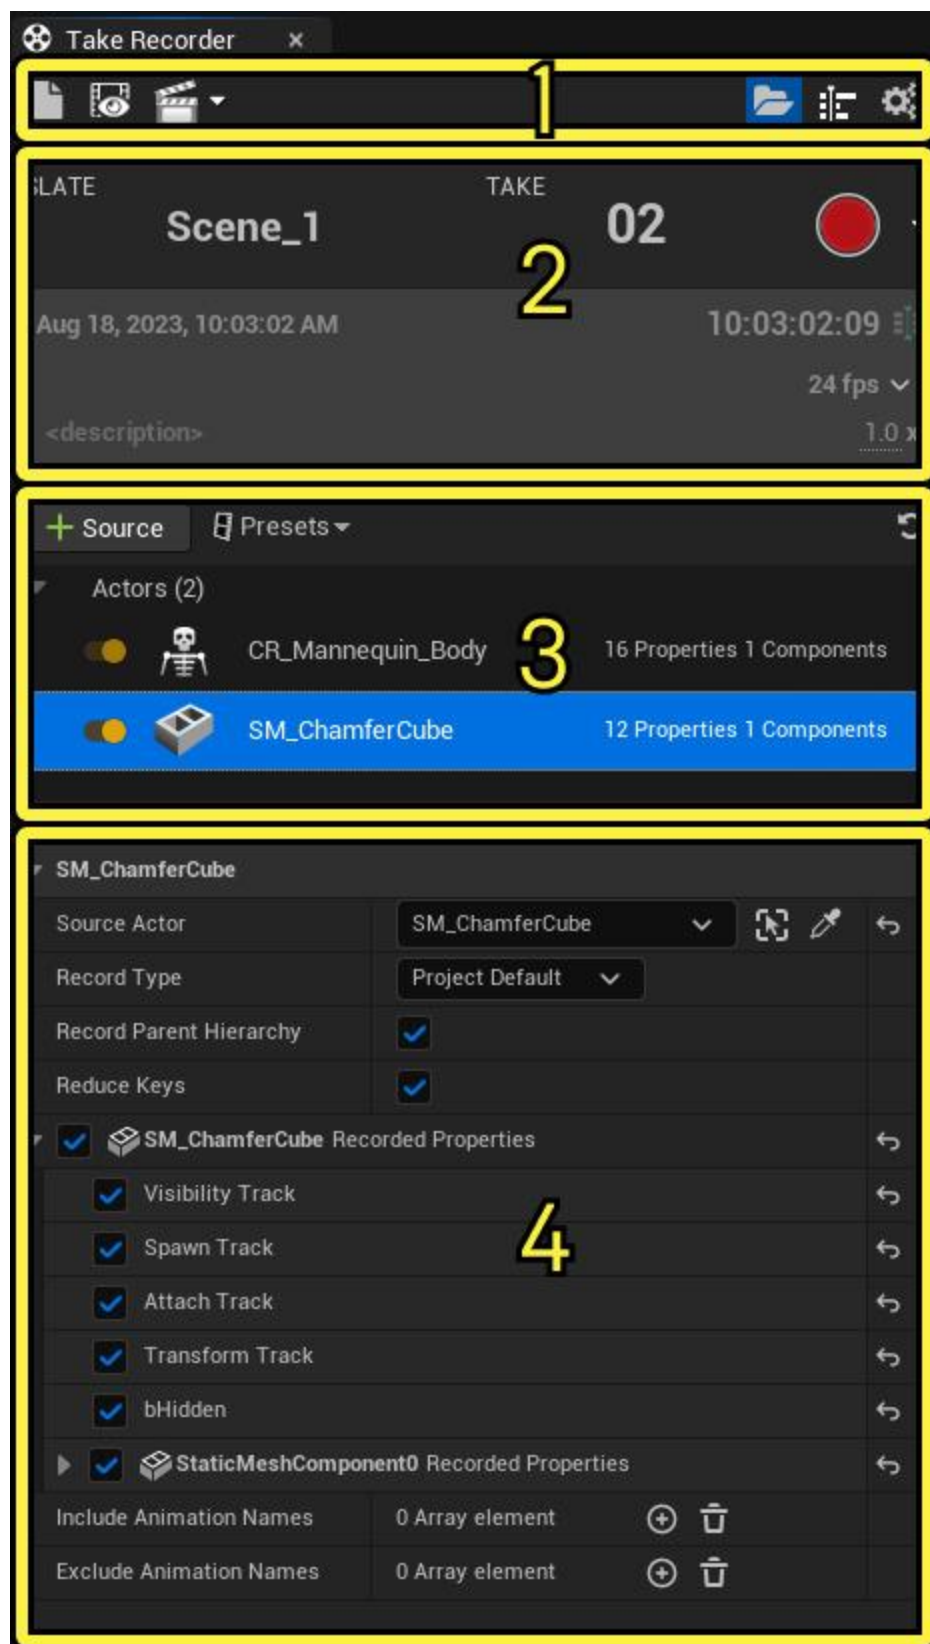 Take Recorder
1
SLATE TAKE
Scene_1 02
2
Aug 18, 2023, 10:03:02 AM 10:03:02:09
24 fps
<description> 1.0 x
Source Presets
Actors (2)
3
CR_Mannequin_Body 16 Properties 1 Components
SM_ChamferCube 12 Properties 1 Components
SM_ChamferCube
Source Actor SM_ChamferCube
Record Type Project Default
Record Parent Hierarchy
Reduce Keys
SM_ChamferCube Recorded Properties
Visibility Track
4
Spawn Track
Attach Track
Transform Track
bHidden
StaticMeshComponent0 Recorded Properties
Include Animation Names 0 Array element
Exclude Animation Names 0 Array element